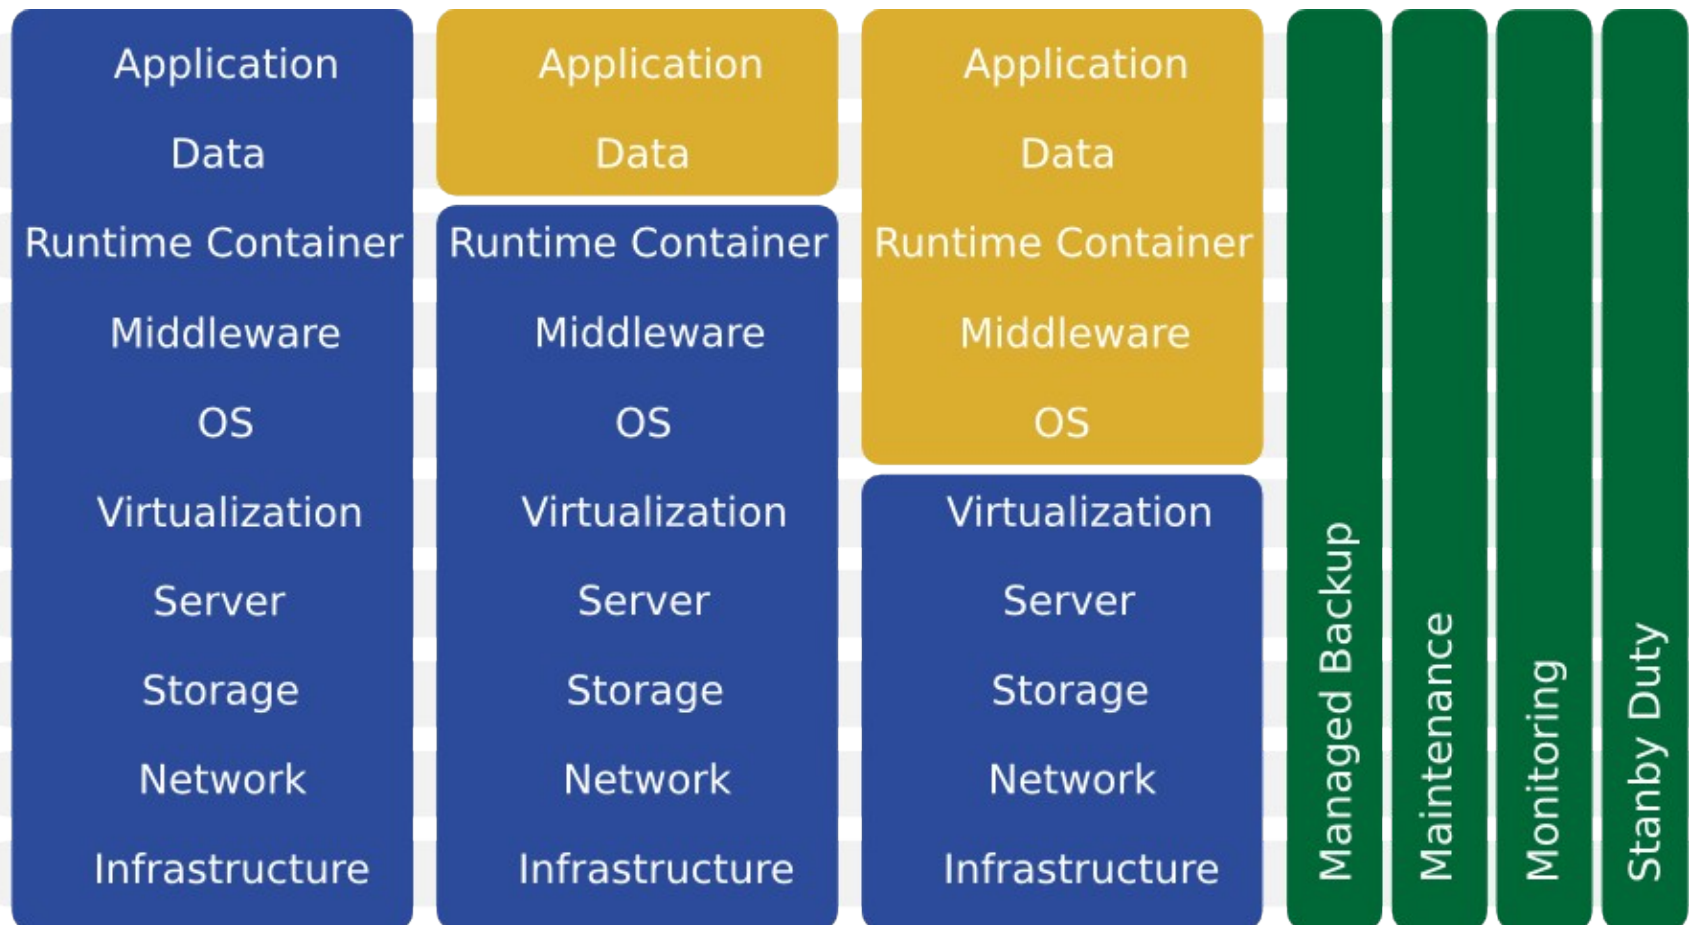 Application
Data
Runtime Container
Middleware
OS
Virtualization
Server
Storage
Network
Infrastructure
Application
Data
Runtime Container
Middleware
OS
Virtualization
Server
Storage
Network
Infrastructure
Application
Data
Runtime Container
Middleware
OS
Virtualization
Server
Storage
Network
Infrastructure
Managed Backup
Maintenance
Monitoring
Stanby Duty